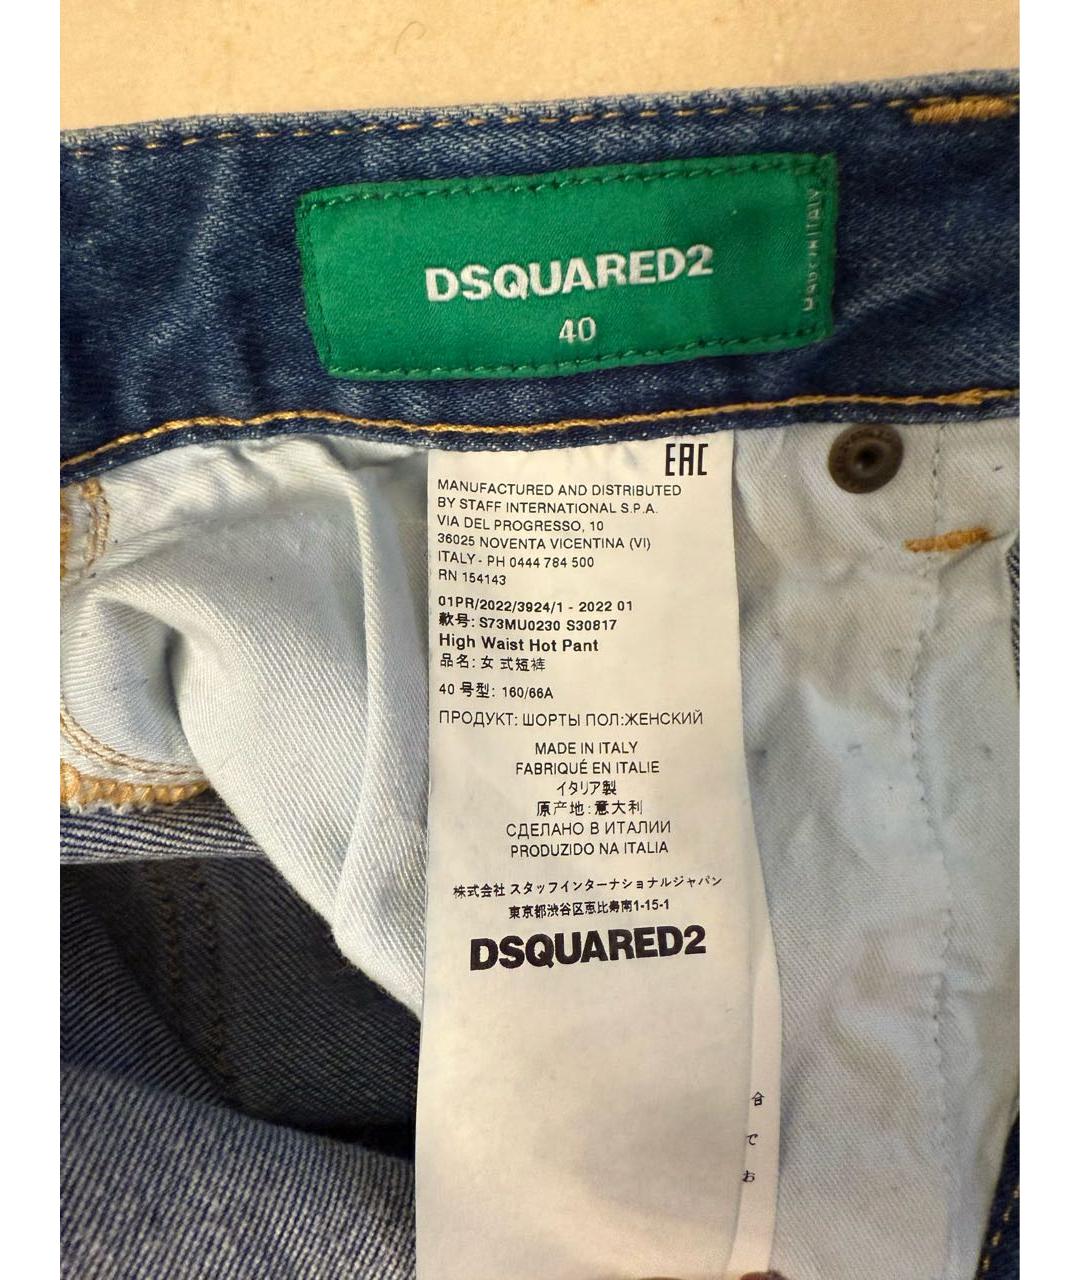 DSQUARED2
40
MADE IN ITALY
EAC
MANUFACTURED AND DISTRIBUTED
BY STAFF INTERNATIONAL S.P.A.
VIA DEL PROGRESSO, 10
36025 NOVENTA VICENTINA (VI)
ITALY - PH 0444 784 500
RN 154143
01PR/2022/3924/1 - 2022 01
款号: S73MU0230 S30817
High Waist Hot Pant
品名: 女 式短裤
40 号型: 160/66A
ПРОДУКТ: ШОРТЫ ПОЛ:ЖЕНСКИЙ
MADE IN ITALY
FABRIQUÉ EN ITALIE
イタリア製
原产地:意大利
СДЕЛАНО В ИТАЛИИ
PRODUZIDO NA ITALIA
株式会社 スタッフインターナショナルジャパン
東京都渋谷区恵比寿南1-15-1
DSQUARED2
合
で
お